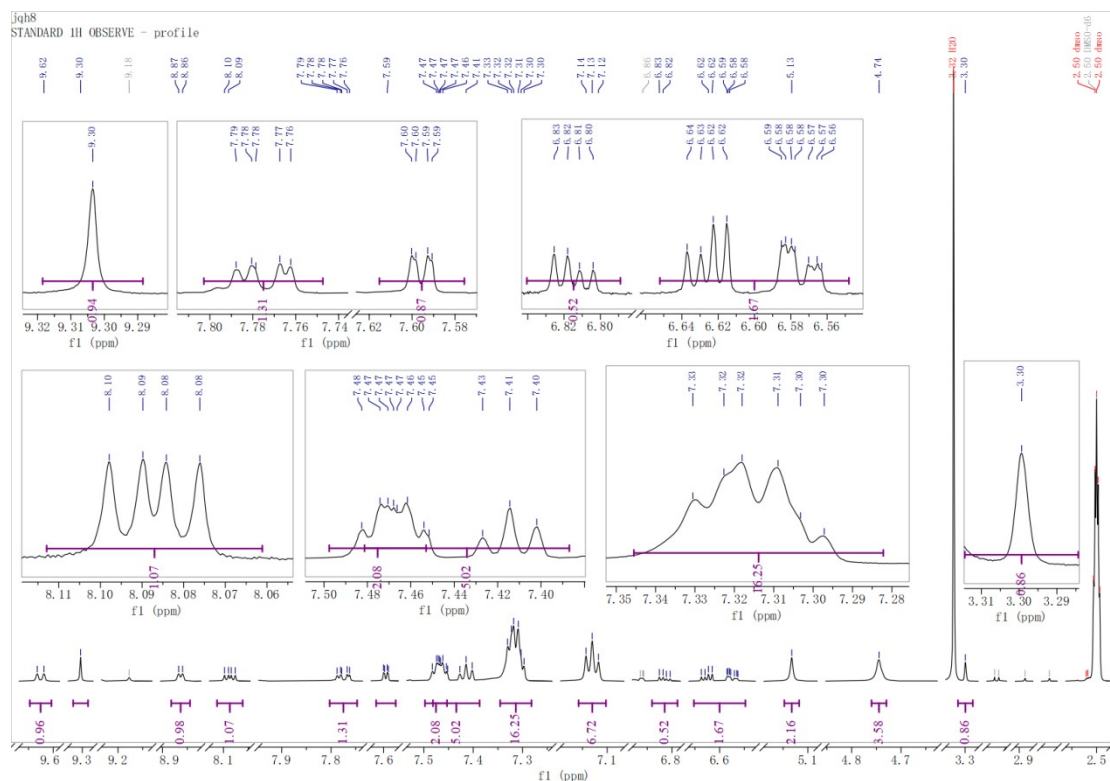 jqh8
STANDARD 1H OBSERVE - profile
9.62 9.30 9.18 8.87 8.86 8.10 8.09 7.79 7.78 7.78 7.77 7.76 7.59 7.47 7.47 7.47 7.47 7.46 7.41 7.33 7.32 7.32 7.31 7.30 7.30 7.14 7.13 7.12 6.86 6.83 6.82 6.62 6.62 6.59 6.58 6.58 5.13 4.74 3.32 H2O 3.30 2.50 dmso 2.50 DMSO-d6 2.50 dmso
9.30
0.94
9.32 9.31 9.30 9.29
f1 (ppm)
7.79 7.78 7.78 7.77 7.76 7.60 7.60 7.59 7.59
1.31 0.87
7.80 7.78 7.76 7.74 7.62 7.60 7.58
f1 (ppm)
6.83 6.82 6.81 6.80 6.64 6.63 6.62 6.62 6.59 6.58 6.58 6.58 6.57 6.57 6.56
0.52 1.67
6.82 6.80 6.64 6.62 6.60 6.58 6.56
f1 (ppm)
8.10 8.09 8.08 8.08
1.07
8.11 8.10 8.09 8.08 8.07 8.06
f1 (ppm)
7.48 7.47 7.47 7.47 7.47 7.46 7.45 7.45 7.43 7.41 7.40
2.08 5.02
7.50 7.48 7.46 7.44 7.42 7.40
f1 (ppm)
7.33 7.32 7.32 7.31 7.30 7.30
16.25
7.35 7.34 7.33 7.32 7.31 7.30 7.29 7.28
f1 (ppm)
3.30
0.86
3.31 3.30 3.29
f1 (ppm)
0.96 0.98 1.07 1.31 2.08 5.02 16.25 6.72 0.52 1.67 2.16 3.58 0.86
9.6 9.3 9.2 8.9 8.1 7.8 7.6 7.5 7.4 7.3 7.1 6.8 6.6 5.1 4.8 4.7 3.3 2.9 2.5
f1 (ppm)